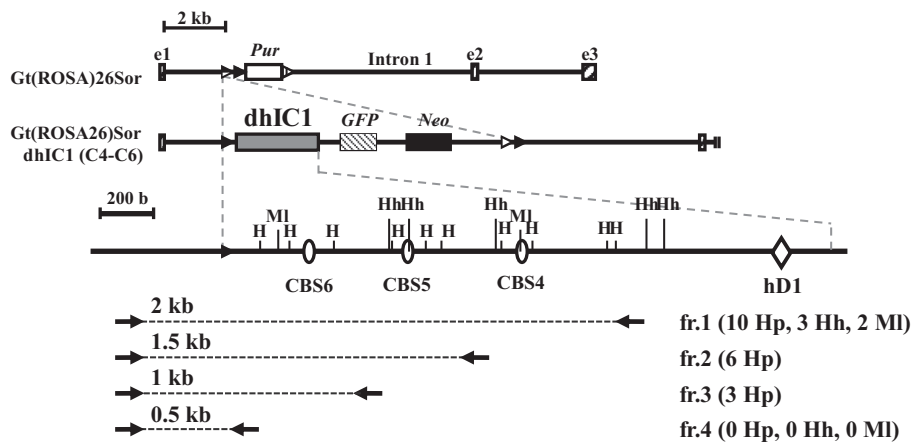 2 kb
e1 Pur Intron 1 e2 e3
Gt(ROSA)26Sor
dhIC1 GFP Neo
Gt(ROSA26)Sor
dhIC1 (C4-C6)
200 b
H Ml H H Hh H Hh H H Hh H Ml H HH Hh Hh
CBS6 CBS5 CBS4 hD1
2 kb fr.1 (10 Hp, 3 Hh, 2 Ml)
1.5 kb fr.2 (6 Hp)
1 kb fr.3 (3 Hp)
0.5 kb fr.4 (0 Hp, 0 Hh, 0 Ml)